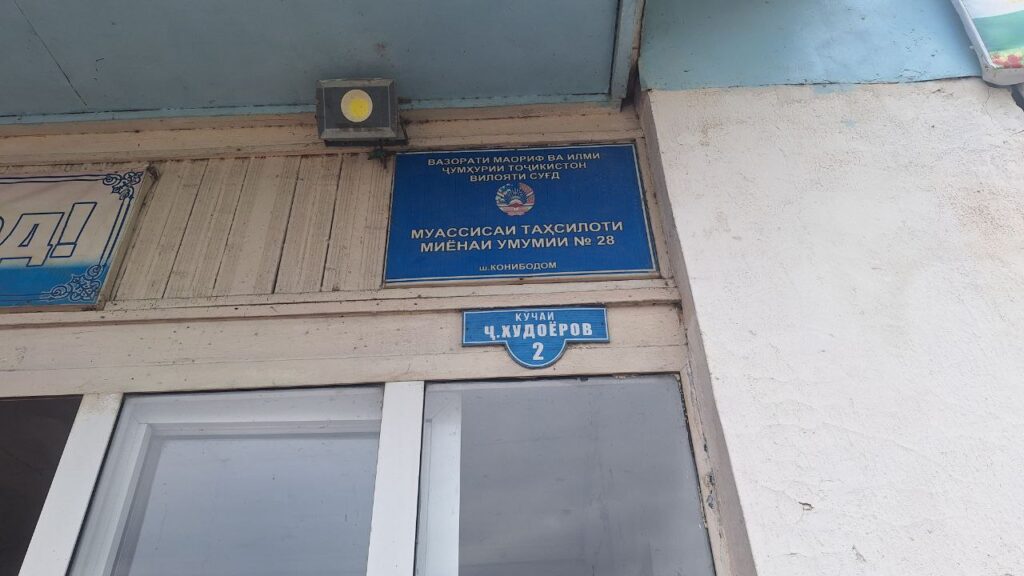 ВАЗОРАТИ МАОРИФ ВА ИЛМИ
ҶУМҲУРИИ ТОҶИКИСТОН
ВИЛОЯТИ СУҒД
МУАССИСАИ ТАҲСИЛОТИ
МИЁНАИ УМУМИИ № 28
ш.КОНИБОДОМ
КУЧАИ
Ҷ.ХУДОЁРОВ
2